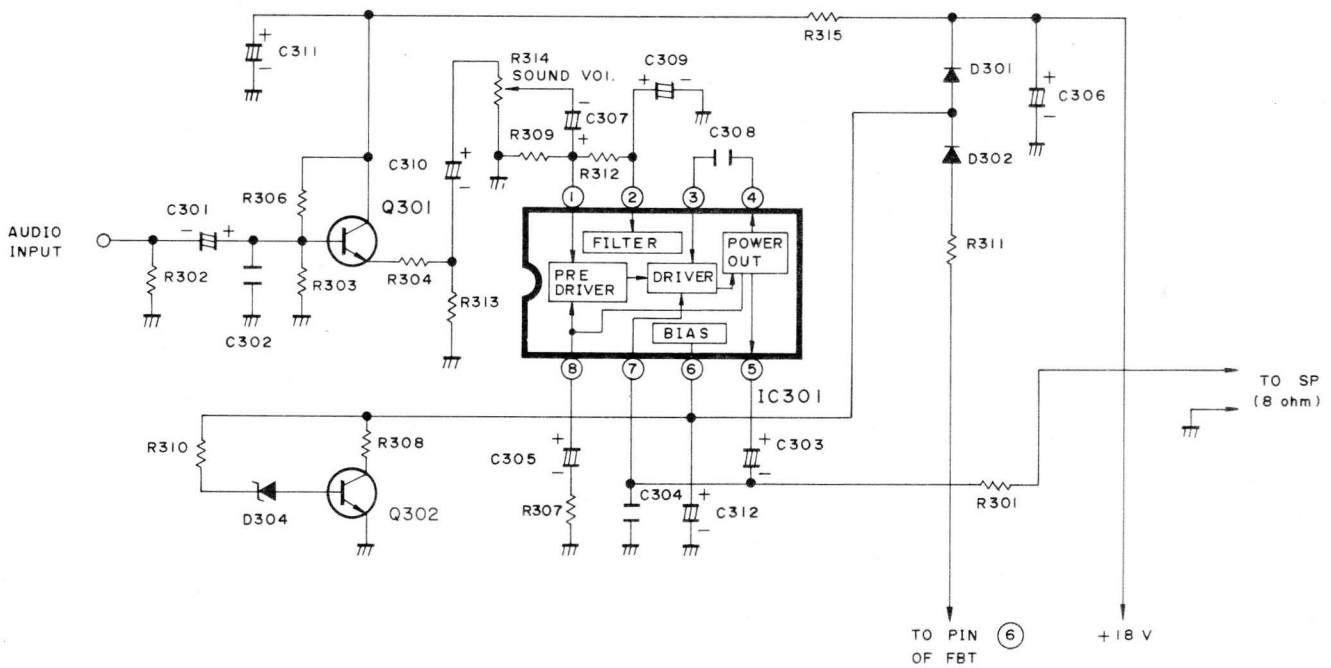 R315
C311
D301
C306
R314
SOUND VOl.
C309
C307
C308
R309
R312
D302
C310
R306
1
2
3
4
Q301
C301
AUDIO
INPUT
R302
R303
R304
R313
C302
FILTER
POWER
OUT
PRE
DRIVER
DRIVER
BIAS
R311
8
7
6
5
IC301
TO SP
(8 ohm)
R310
R308
C305
C303
C304
R301
D304
Q302
R307
C312
TO PIN 6
OF FBT
+18 V